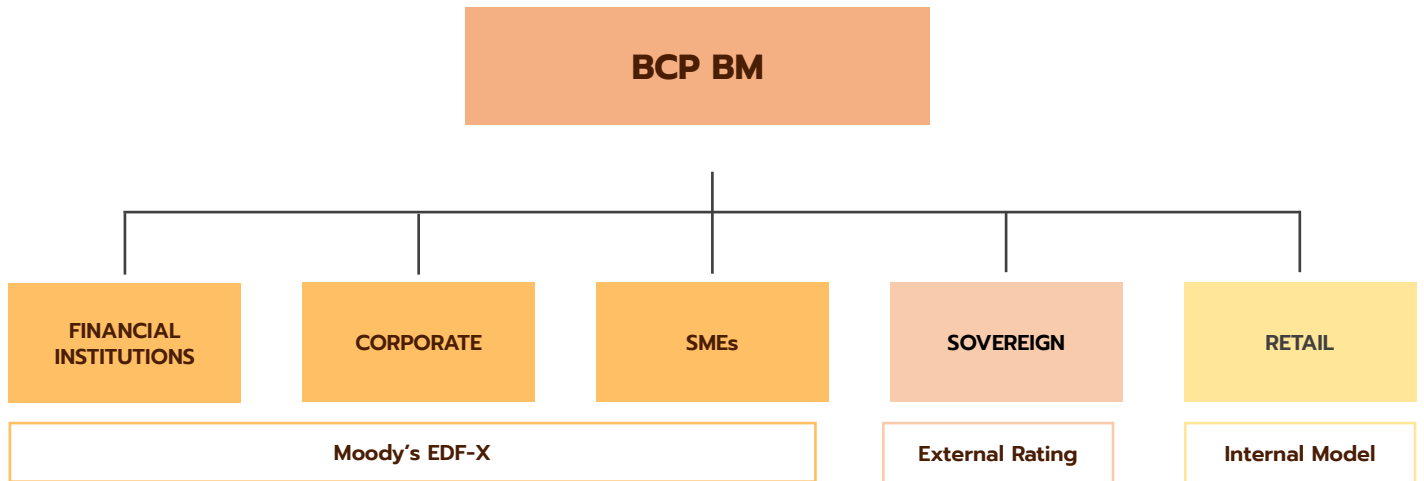 BCP BM
FINANCIAL
INSTITUTIONS
CORPORATE
SMEs
SOVEREIGN
RETAIL
Moody's EDF-X
External Rating
Internal Model